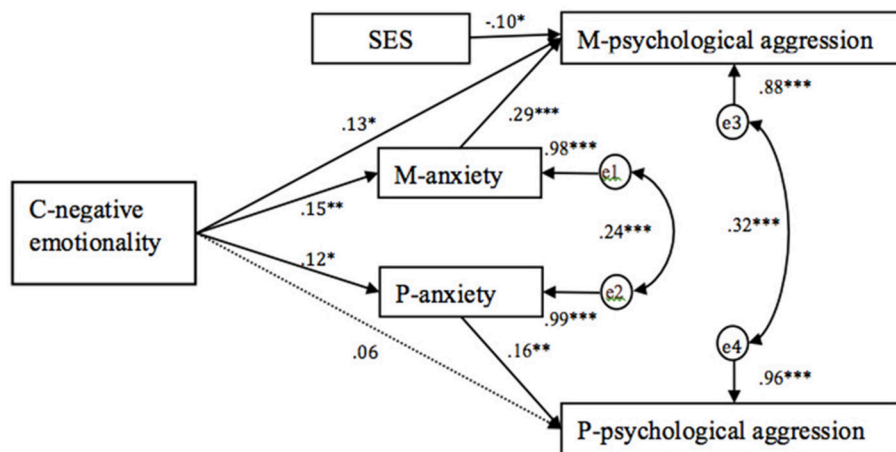 SES
-.10*
M-psychological aggression
.88***
e3
.13*
.29***
.98***
M-anxiety
e1
C-negative
emotionality
.15**
.24***
.32***
.12*
P-anxiety
e2
.99***
.06
.16**
e4
.96***
P-psychological aggression